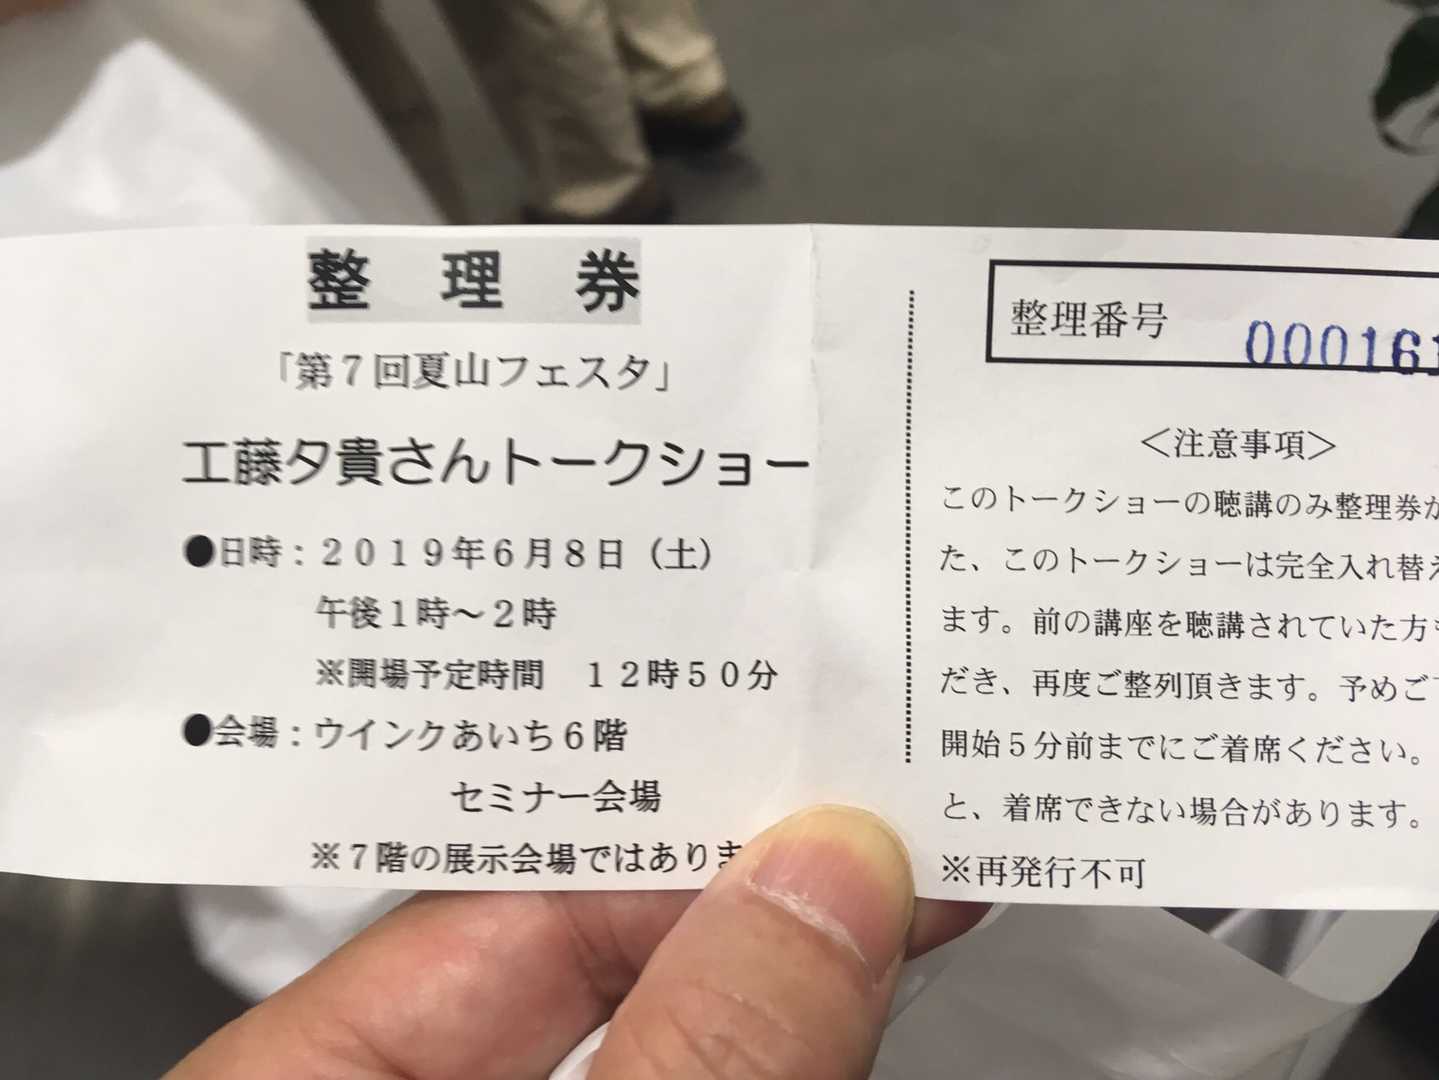 整　理　券
「第７回夏山フェスタ」
工藤夕貴さんトークショー
●日時：２０１９年６月８日（土）
午後１時～２時
※開場予定時間　１２時５０分
●会場：ウインクあいち６階
セミナー会場
※７階の展示会場ではありま
整理番号
000161
＜注意事項＞
このトークショーの聴講のみ整理券が
た、このトークショーは完全入れ替え
ます。前の講座を聴講されていた方も
だき、再度ご整列頂きます。予めご了
開始５分前までにご着席ください。
と、着席できない場合があります。
※再発行不可